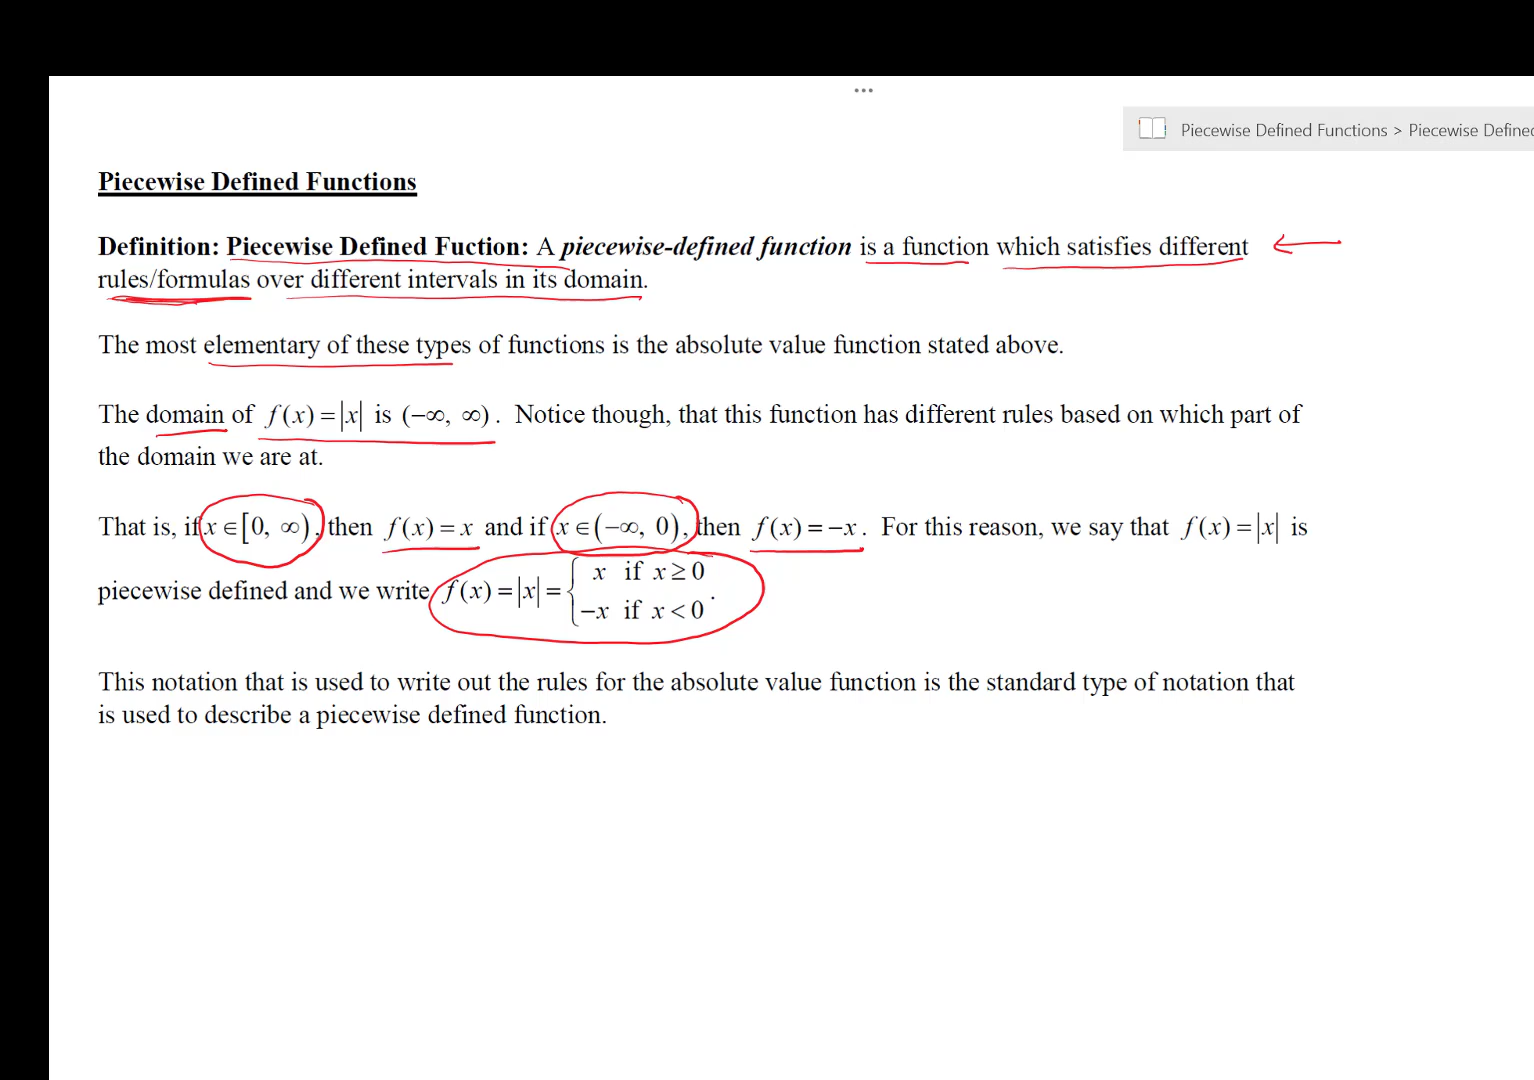 ...
Piecewise Defined Functions > Piecewise Define
Piecewise Defined Functions
Definition: Piecewise Defined Fuction: A piecewise-defined function is a function which satisfies different
rules/formulas over different intervals in its domain.
The most elementary of these types of functions is the absolute value function stated above.
The domain of f(x) = |x| is (−∞, ∞). Notice though, that this function has different rules based on which part of
the domain we are at.
That is, if x ∈ [0, ∞), then f(x) = x and if x ∈ (−∞, 0), then f(x) = −x. For this reason, we say that f(x) = |x| is
piecewise defined and we write f(x) = |x| = { x if x ≥ 0
−x if x < 0 .
This notation that is used to write out the rules for the absolute value function is the standard type of notation that
is used to describe a piecewise defined function.